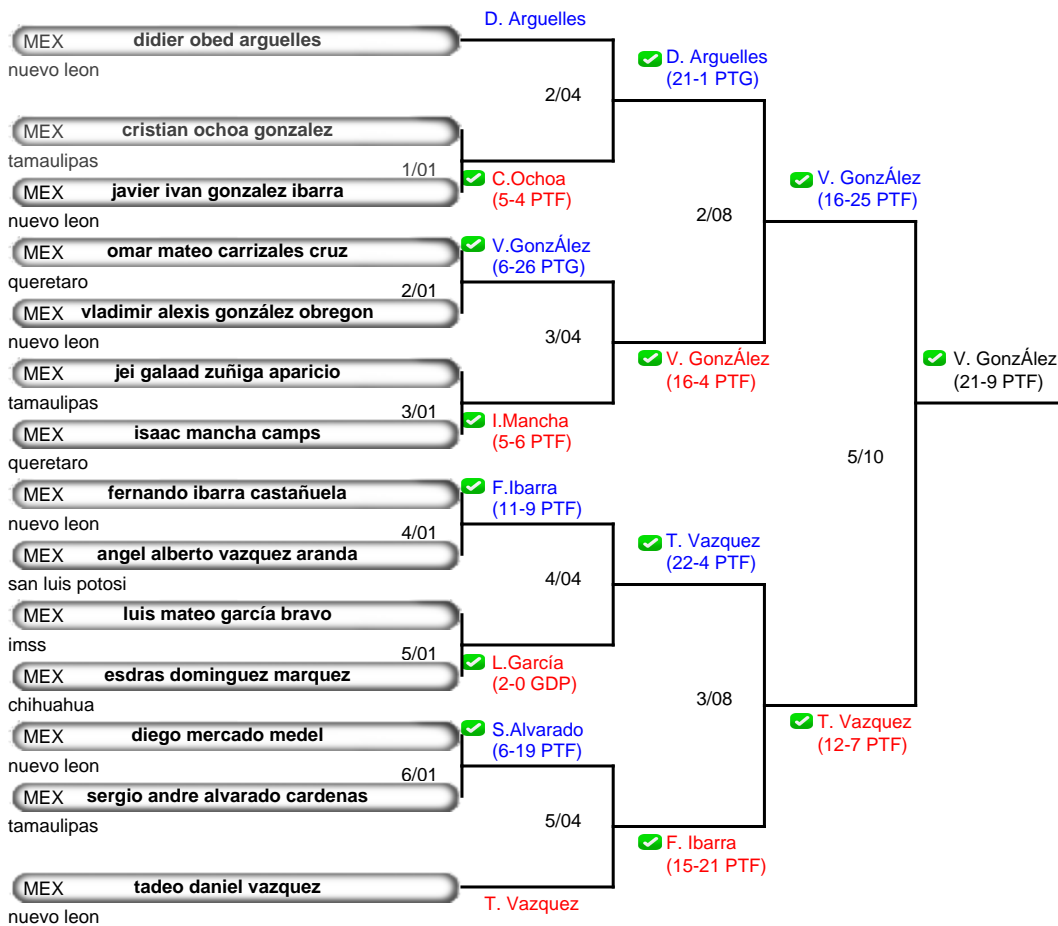 D. Arguelles
MEX didier obed arguelles
nuevo leon
D. Arguelles
(21-1 PTG)
2/04
MEX cristian ochoa gonzalez
tamaulipas
1/01
C.Ochoa
(5-4 PTF)
MEX javier ivan gonzalez ibarra
nuevo leon
V. GonzÁlez
(16-25 PTF)
2/08
MEX omar mateo carrizales cruz
queretaro
V.GonzÁlez
(6-26 PTG)
2/01
MEX vladimir alexis gonzález obregon
nuevo leon
3/04
V. GonzÁlez
(16-4 PTF)
V. GonzÁlez
(21-9 PTF)
MEX jei galaad zuñiga aparicio
tamaulipas
3/01
I.Mancha
(5-6 PTF)
MEX isaac mancha camps
queretaro
5/10
MEX fernando ibarra castañuela
nuevo leon
F.Ibarra
(11-9 PTF)
4/01
MEX angel alberto vazquez aranda
san luis potosi
T. Vazquez
(22-4 PTF)
4/04
MEX luis mateo garcía bravo
imss
5/01
L.García
(2-0 GDP)
MEX esdras dominguez marquez
chihuahua
3/08
T. Vazquez
(12-7 PTF)
MEX diego mercado medel
nuevo leon
S.Alvarado
(6-19 PTF)
6/01
MEX sergio andre alvarado cardenas
tamaulipas
5/04
F. Ibarra
(15-21 PTF)
MEX tadeo daniel vazquez
nuevo leon
T. Vazquez